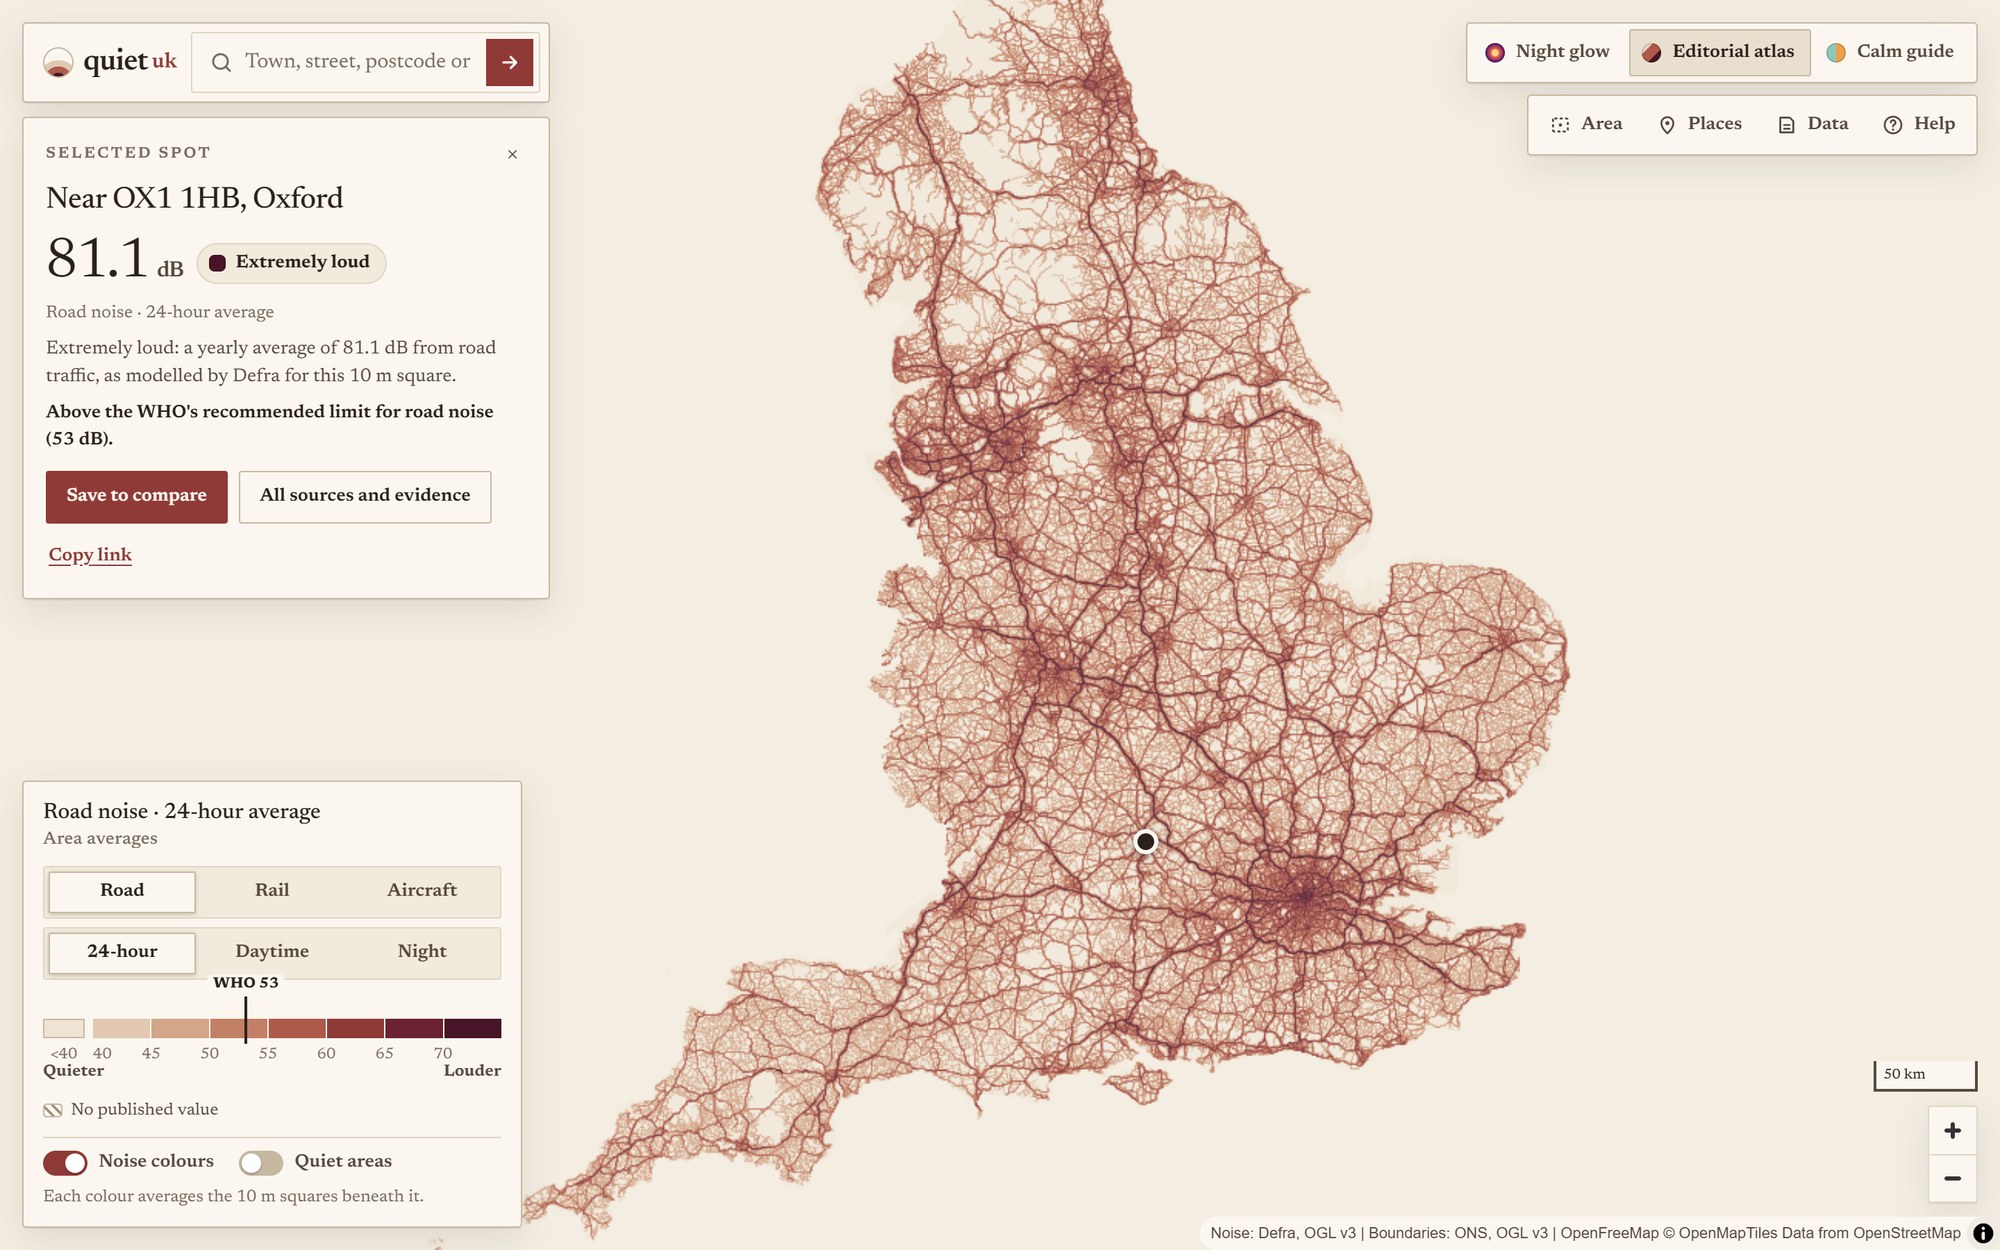 quiet uk
Town, street, postcode or
Night glow
Editorial atlas
Calm guide
Area
Places
Data
Help
SELECTED SPOT
×
Near OX1 1HB, Oxford
81.1 dB
Extremely loud
Road noise · 24-hour average
Extremely loud: a yearly average of 81.1 dB from road
traffic, as modelled by Defra for this 10 m square.
Above the WHO's recommended limit for road noise
(53 dB).
Save to compare
All sources and evidence
Copy link
Road noise · 24-hour average
Area averages
Road
Rail
Aircraft
24-hour
Daytime
Night
WHO 53
<40 40 45 50 55 60 65 70
Quieter
Louder
No published value
Noise colours
Quiet areas
Each colour averages the 10 m squares beneath it.
50 km
+
−
Noise: Defra, OGL v3 | Boundaries: ONS, OGL v3 | OpenFreeMap © OpenMapTiles Data from OpenStreetMap